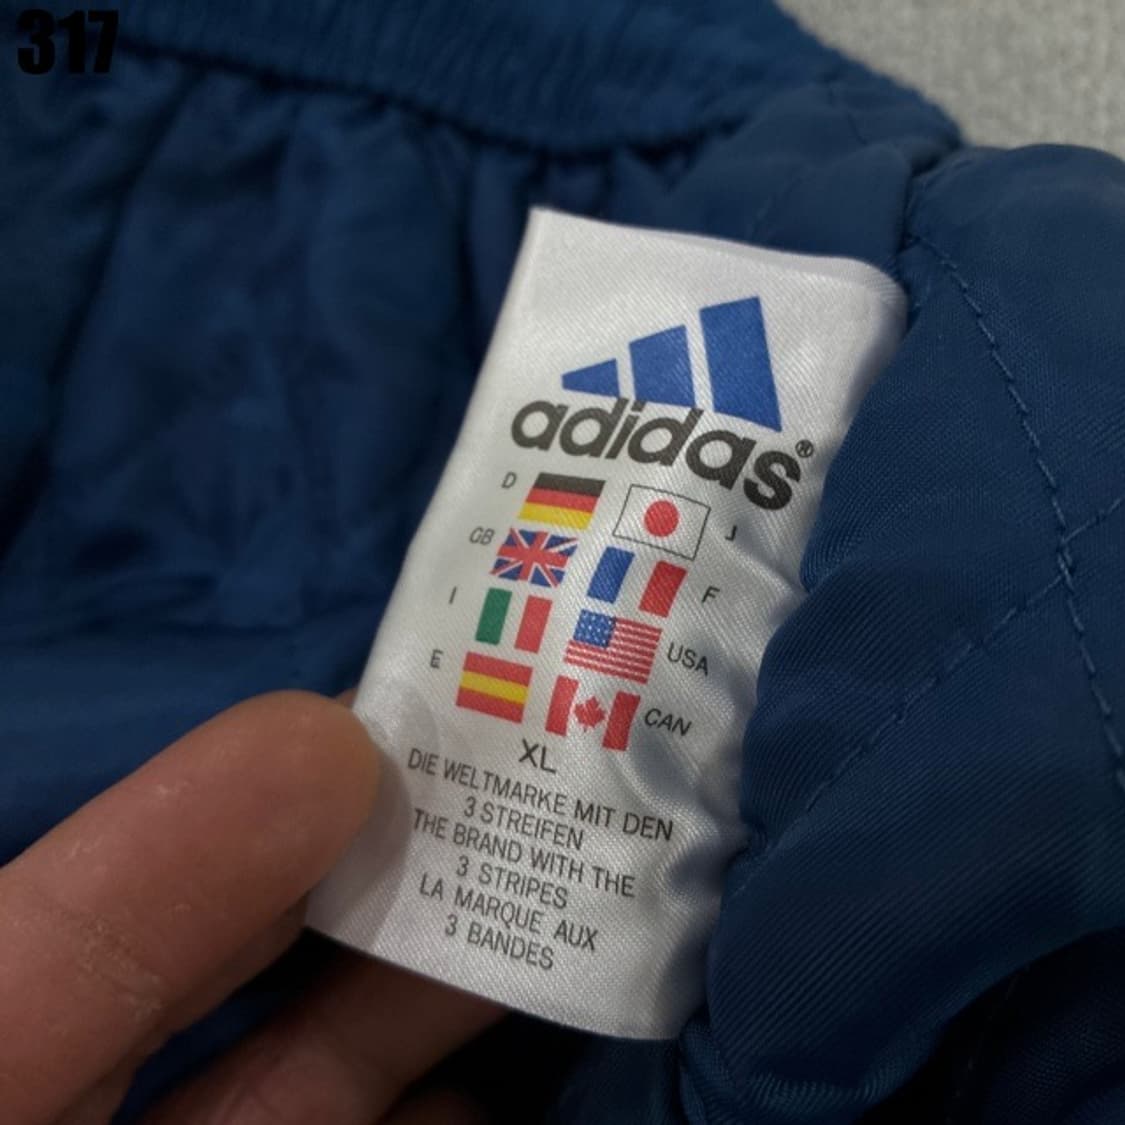 317
adidas®
D
J
GB
F
I
USA
E
CAN
XL
DIE WELTMARKE MIT DEN
3 STREIFEN
THE BRAND WITH THE
3 STRIPES
LA MARQUE AUX
3 BANDES